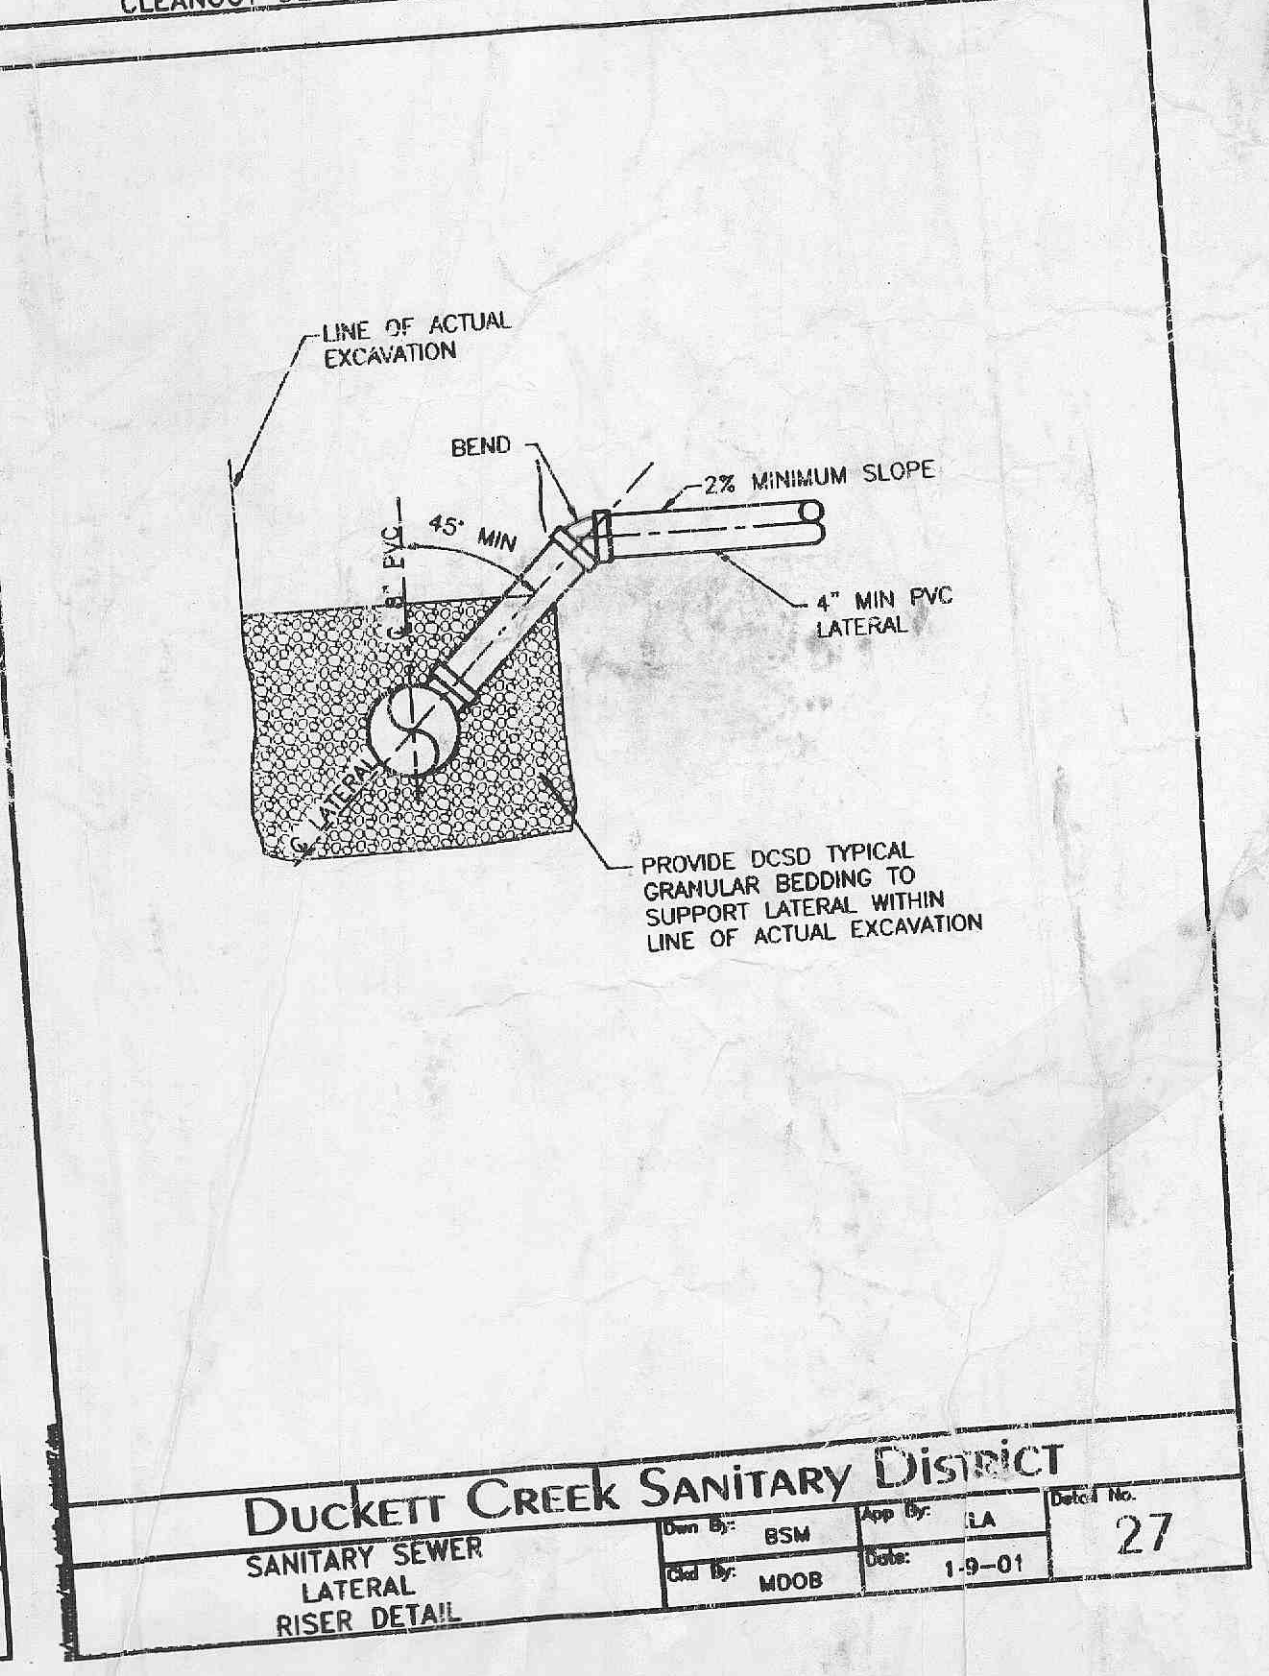 LINE OF ACTUAL
EXCAVATION
BEND
2% MINIMUM SLOPE
45° MIN
℄ 8" PVC
4" MIN PVC
LATERAL
℄ LATERAL
PROVIDE DCSD TYPICAL
GRANULAR BEDDING TO
SUPPORT LATERAL WITHIN
LINE OF ACTUAL EXCAVATION
DUCKETT CREEK SANITARY DISTRICT
SANITARY SEWER
LATERAL
RISER DETAIL
Dwn By: BSM
Ckd By: MDOB
App By: LA
Date: 1-9-01
Detail No.
27